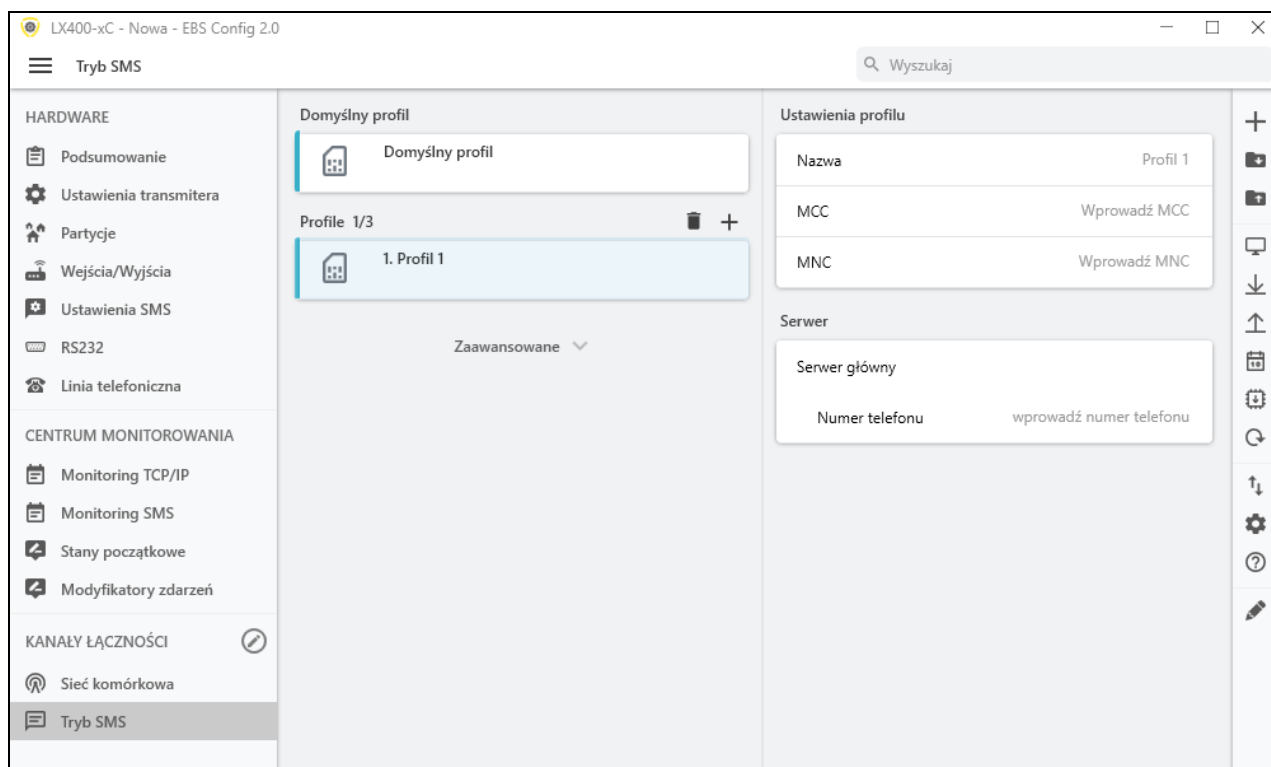 LX400-xC - Nowa - EBS Config 2.0
Tryb SMS
Wyszukaj
HARDWARE
Podsumowanie
Ustawienia transmitera
Partycje
Wejścia/Wyjścia
Ustawienia SMS
RS232
Linia telefoniczna
CENTRUM MONITOROWANIA
Monitoring TCP/IP
Monitoring SMS
Stany początkowe
Modyfikatory zdarzeń
KANAŁY ŁĄCZNOŚCI
Sieć komórkowa
Tryb SMS
Domyślny profil
Domyślny profil
Profile 1/3
1. Profil 1
Zaawansowane
Ustawienia profilu
Nazwa Profil 1
MCC Wprowadź MCC
MNC Wprowadź MNC
Serwer
Serwer główny
Numer telefonu wprowadź numer telefonu